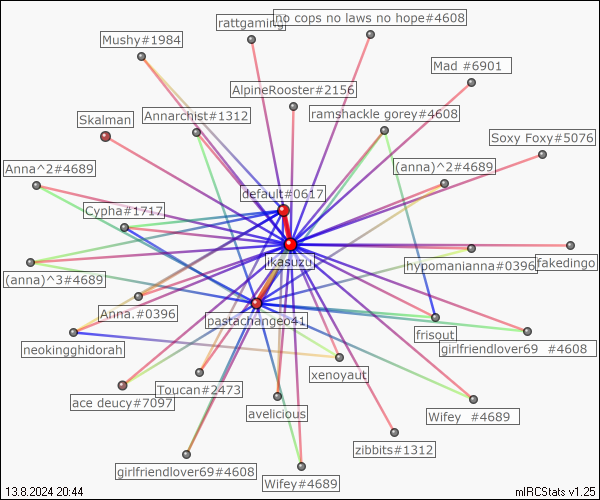 rattgaming
no cops no laws no hope#4608
Mushy#1984
Mad #6901
AlpineRooster#2156
Annarchist#1312
ramshackle gorey#4608
Skalman
Soxy Foxy#5076
Anna^2#4689
(anna)^2#4689
default#0617
Cypha#1717
likasuzu
hypomanianna#0396
fakedingo
(anna)^3#4689
Anna.#0396
pastachangeo41
frisout
neokingghidorah
girlfriendlover69 #4608
xenoyaut
Toucan#2473
ace deucy#7097
avelicious
Wifey #4689
zibbits#1312
girlfriendlover69#4608
Wifey#4689
13.8.2024 20:44
mIRCStats v1.25